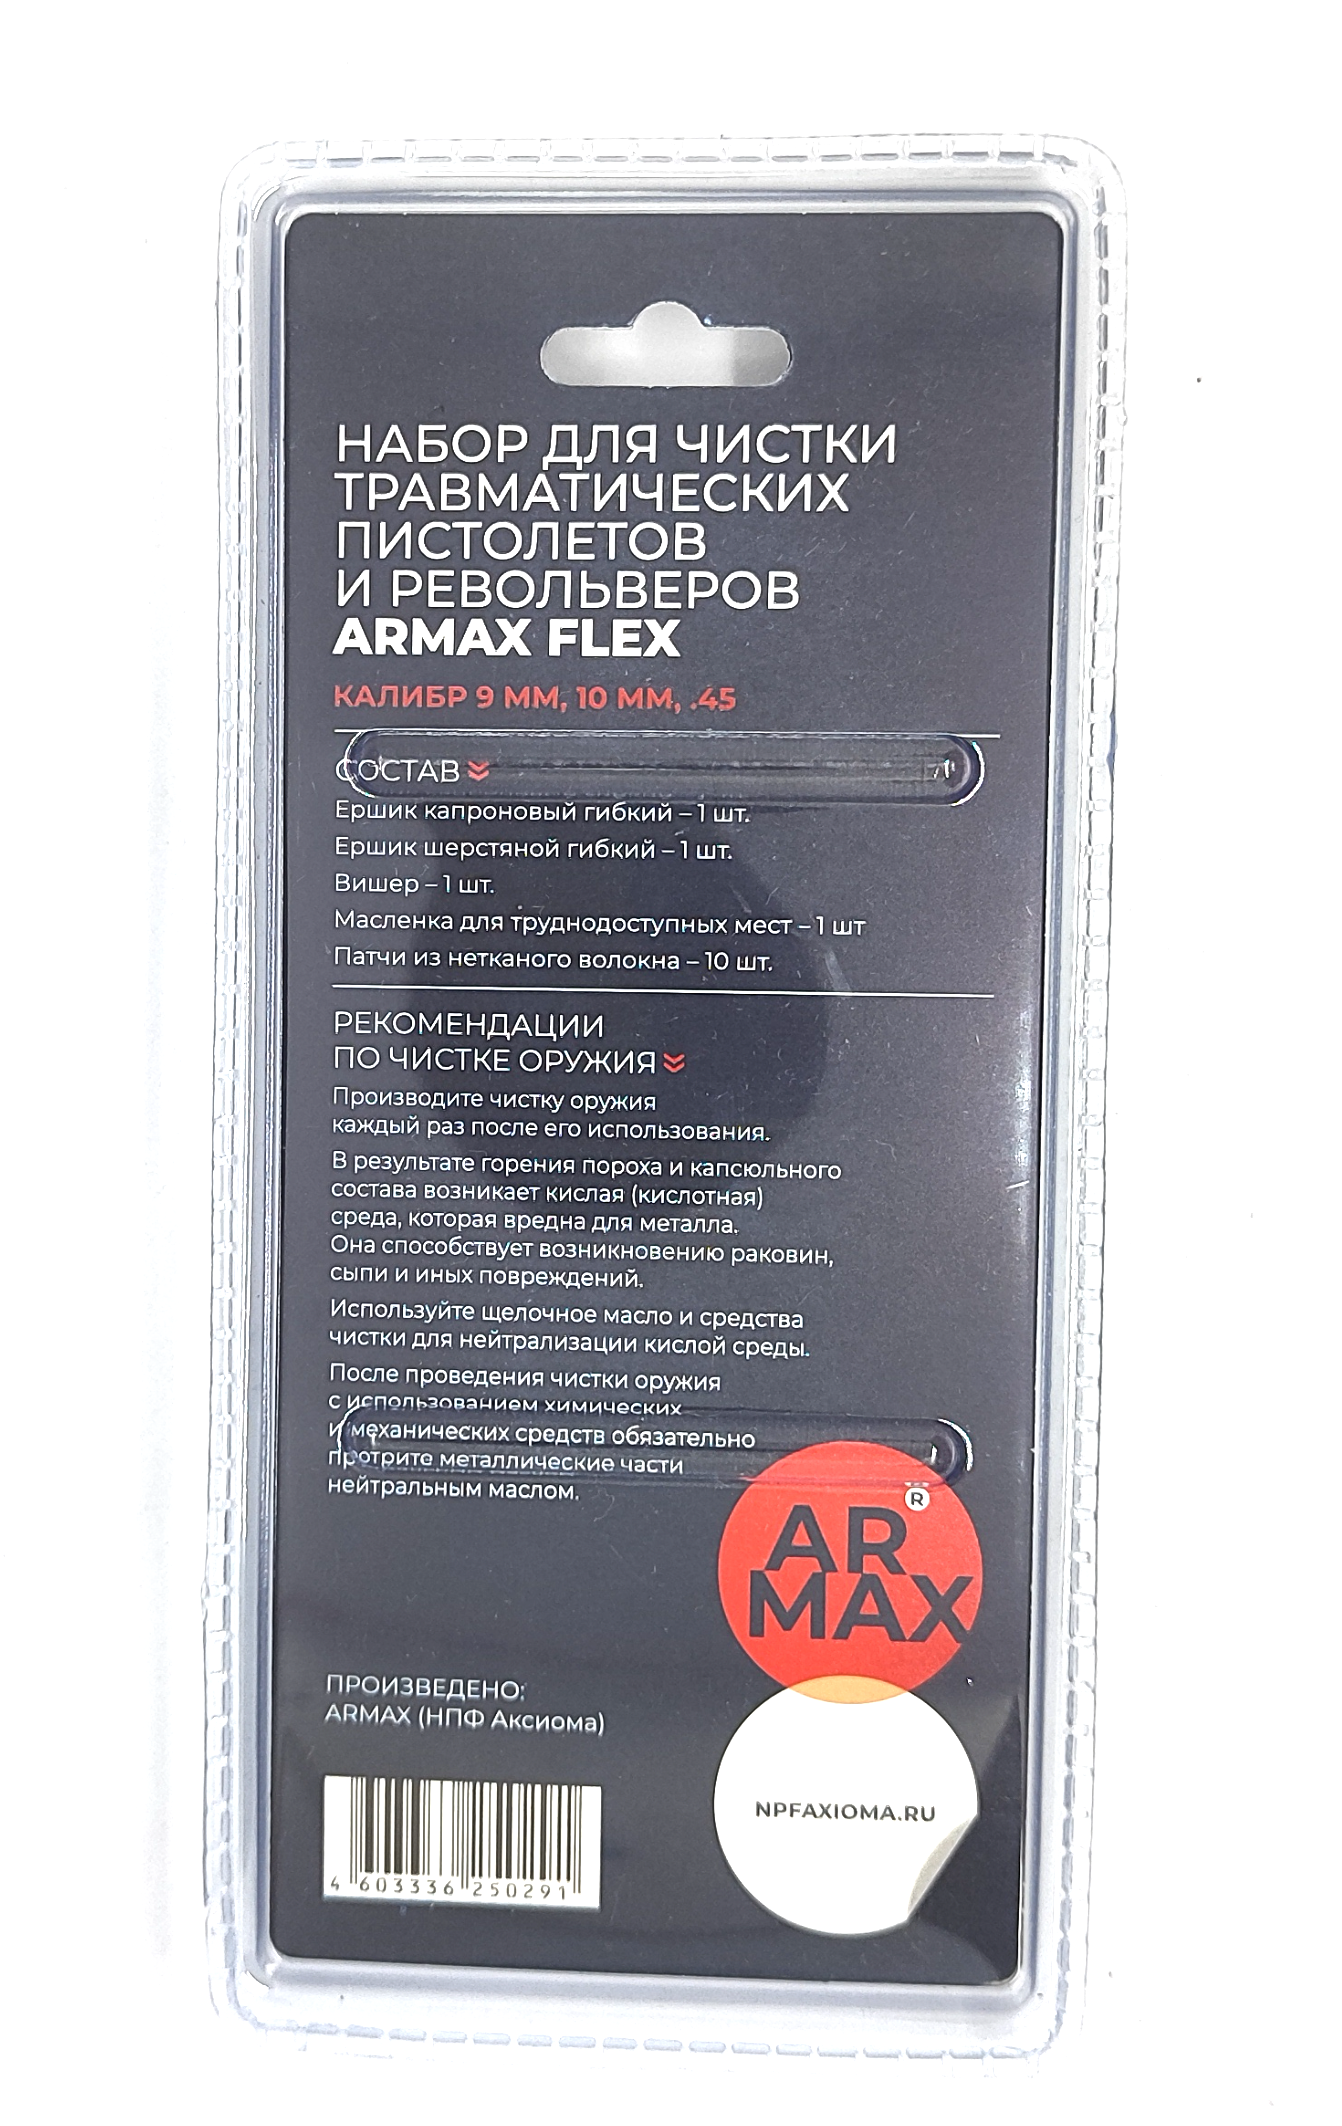 НАБОР ДЛЯ ЧИСТКИ
ТРАВМАТИЧЕСКИХ
ПИСТОЛЕТОВ
И РЕВОЛЬВЕРОВ
ARMAX FLEX
КАЛИБР 9 ММ, 10 ММ, .45
СОСТАВ
Ершик капроновый гибкий – 1 шт.
Ершик шерстяной гибкий – 1 шт.
Вишер – 1 шт.
Масленка для труднодоступных мест – 1 шт
Патчи из нетканого волокна – 10 шт.
РЕКОМЕНДАЦИИ
ПО ЧИСТКЕ ОРУЖИЯ
Производите чистку оружия
каждый раз после его использования.
В результате горения пороха и капсюльного
состава возникает кислая (кислотная)
среда, которая вредна для металла.
Она способствует возникновению раковин,
сыпи и иных повреждений.
Используйте щелочное масло и средства
чистки для нейтрализации кислой среды.
После проведения чистки оружия
с использованием химических
и механических средств обязательно
протрите металлические части
нейтральным маслом.
AR ®
MAX
ПРОИЗВЕДЕНО:
ARMAX (НПФ Аксиома)
NPFAXIOMA.RU
4 603336 250291